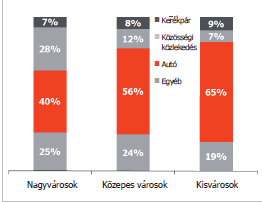 7%
8%
9%
Kerékpár
28%
12%
7%
Közösségi
közlekedés
40%
56%
65%
Autó
Egyéb
25%
24%
19%
Nagyvárosok
Közepes városok
Kisvárosok